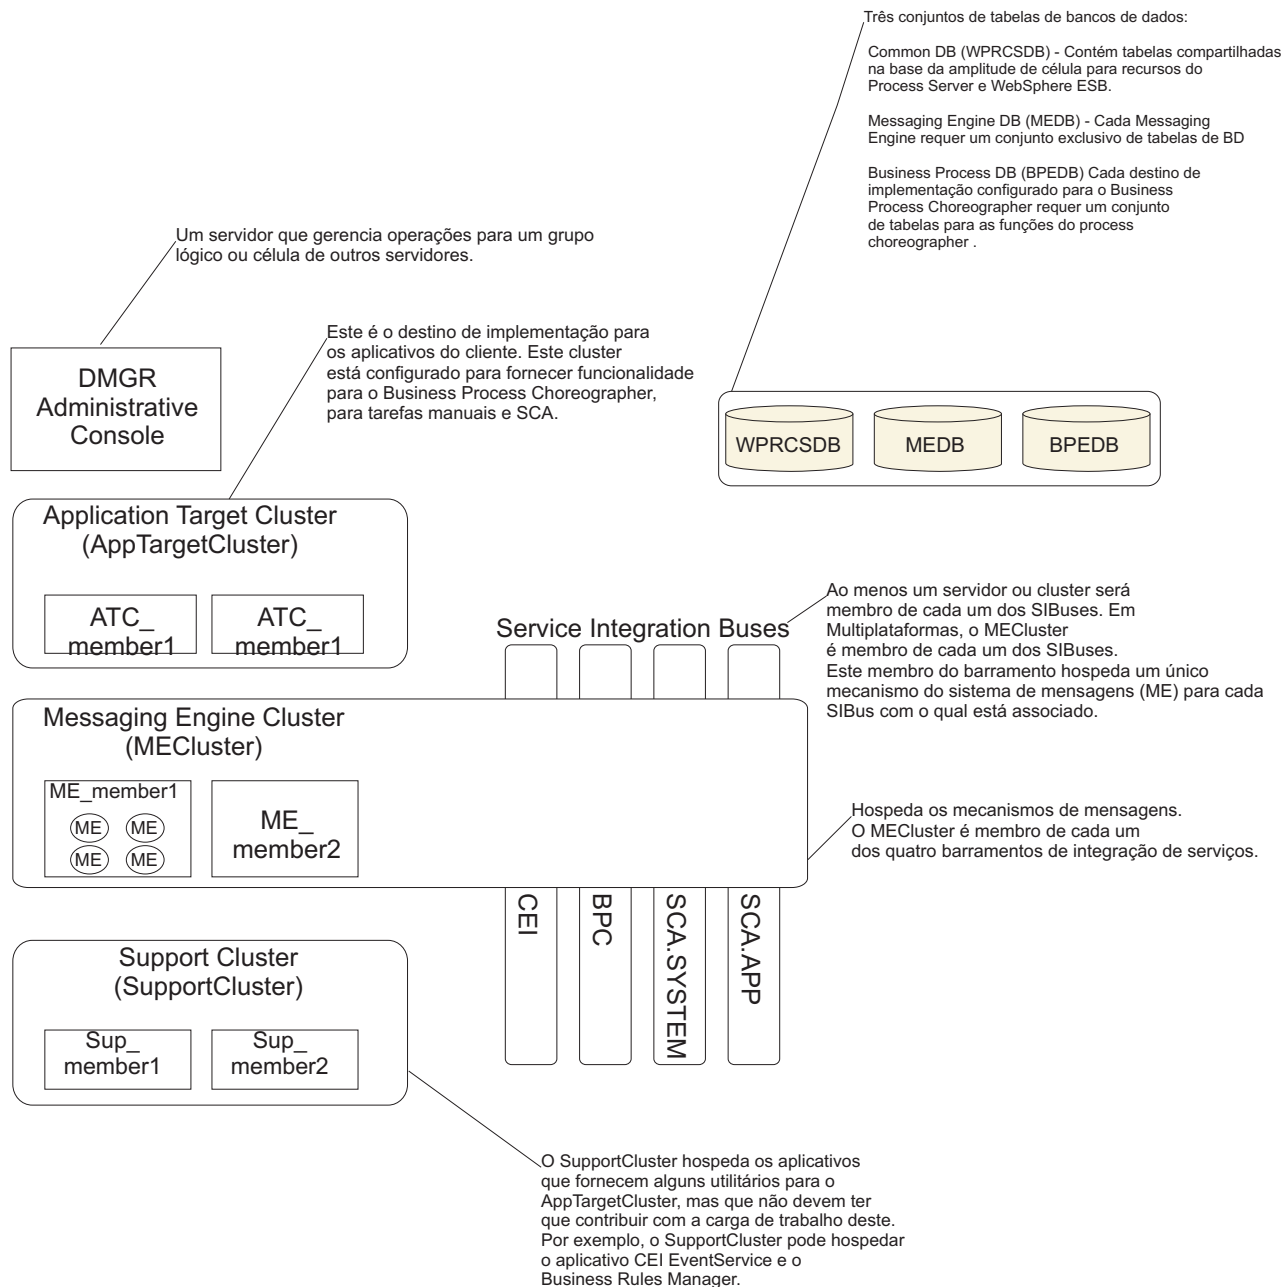 Três conjuntos de tabelas de bancos de dados:
Common DB (WPRCSDB) - Contém tabelas compartilhadas
na base da amplitude de célula para recursos do
Process Server e WebSphere ESB.
Messaging Engine DB (MEDB) - Cada Messaging
Engine requer um conjunto exclusivo de tabelas de BD
Business Process DB (BPEDB) Cada destino de
implementação configurado para o Business
Process Choreographer requer um conjunto
de tabelas para as funções do process
choreographer .
Um servidor que gerencia operações para um grupo
lógico ou célula de outros servidores.
Este é o destino de implementação para
os aplicativos do cliente. Este cluster
está configurado para fornecer funcionalidade
para o Business Process Choreographer,
para tarefas manuais e SCA.
DMGR
Administrative
Console
WPRCSDB
MEDB
BPEDB
Application Target Cluster
(AppTargetCluster)
ATC_
member1
ATC_
member1
Service Integration Buses
Ao menos um servidor ou cluster será
membro de cada um dos SIBuses. Em
Multiplataformas, o MECluster
é membro de cada um dos SIBuses.
Este membro do barramento hospeda um único
mecanismo do sistema de mensagens (ME) para cada
SIBus com o qual está associado.
Messaging Engine Cluster
(MECluster)
ME_member1
ME
ME
ME
ME
ME_
member2
Hospeda os mecanismos de mensagens.
O MECluster é membro de cada um
dos quatro barramentos de integração de serviços.
CEI
BPC
SCA.SYSTEM
SCA.APP
Support Cluster
(SupportCluster)
Sup_
member1
Sup_
member2
O SupportCluster hospeda os aplicativos
que fornecem alguns utilitários para o
AppTargetCluster, mas que não devem ter
que contribuir com a carga de trabalho deste.
Por exemplo, o SupportCluster pode hospedar
o aplicativo CEI EventService e o
Business Rules Manager.